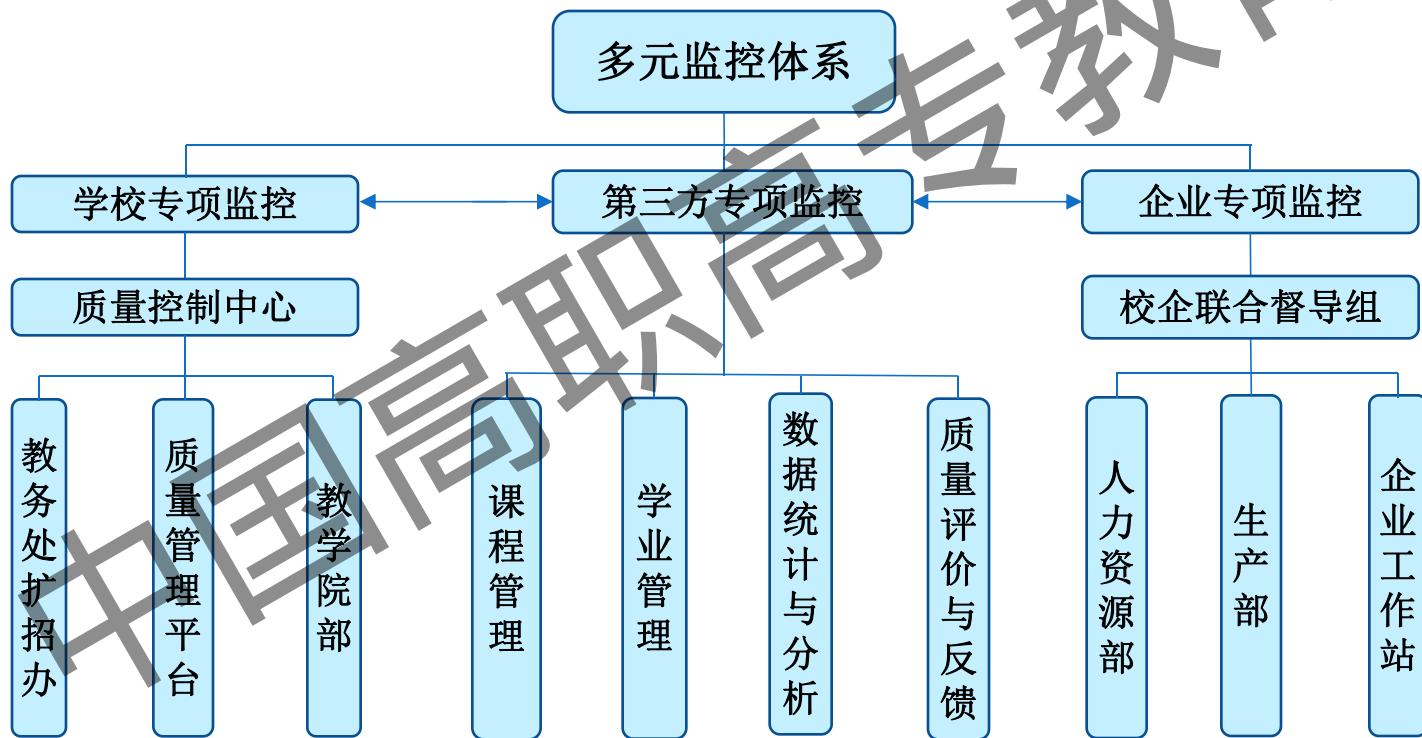 多元监控体系
学校专项监控
第三方专项监控
企业专项监控
质量控制中心
校企联合督导组
教务处扩招办
质量管理平台
教学院部
课程管理
学业管理
数据统计与分析
质量评价与反馈
人力资源部
生产部
企业工作站
中国高职高专教